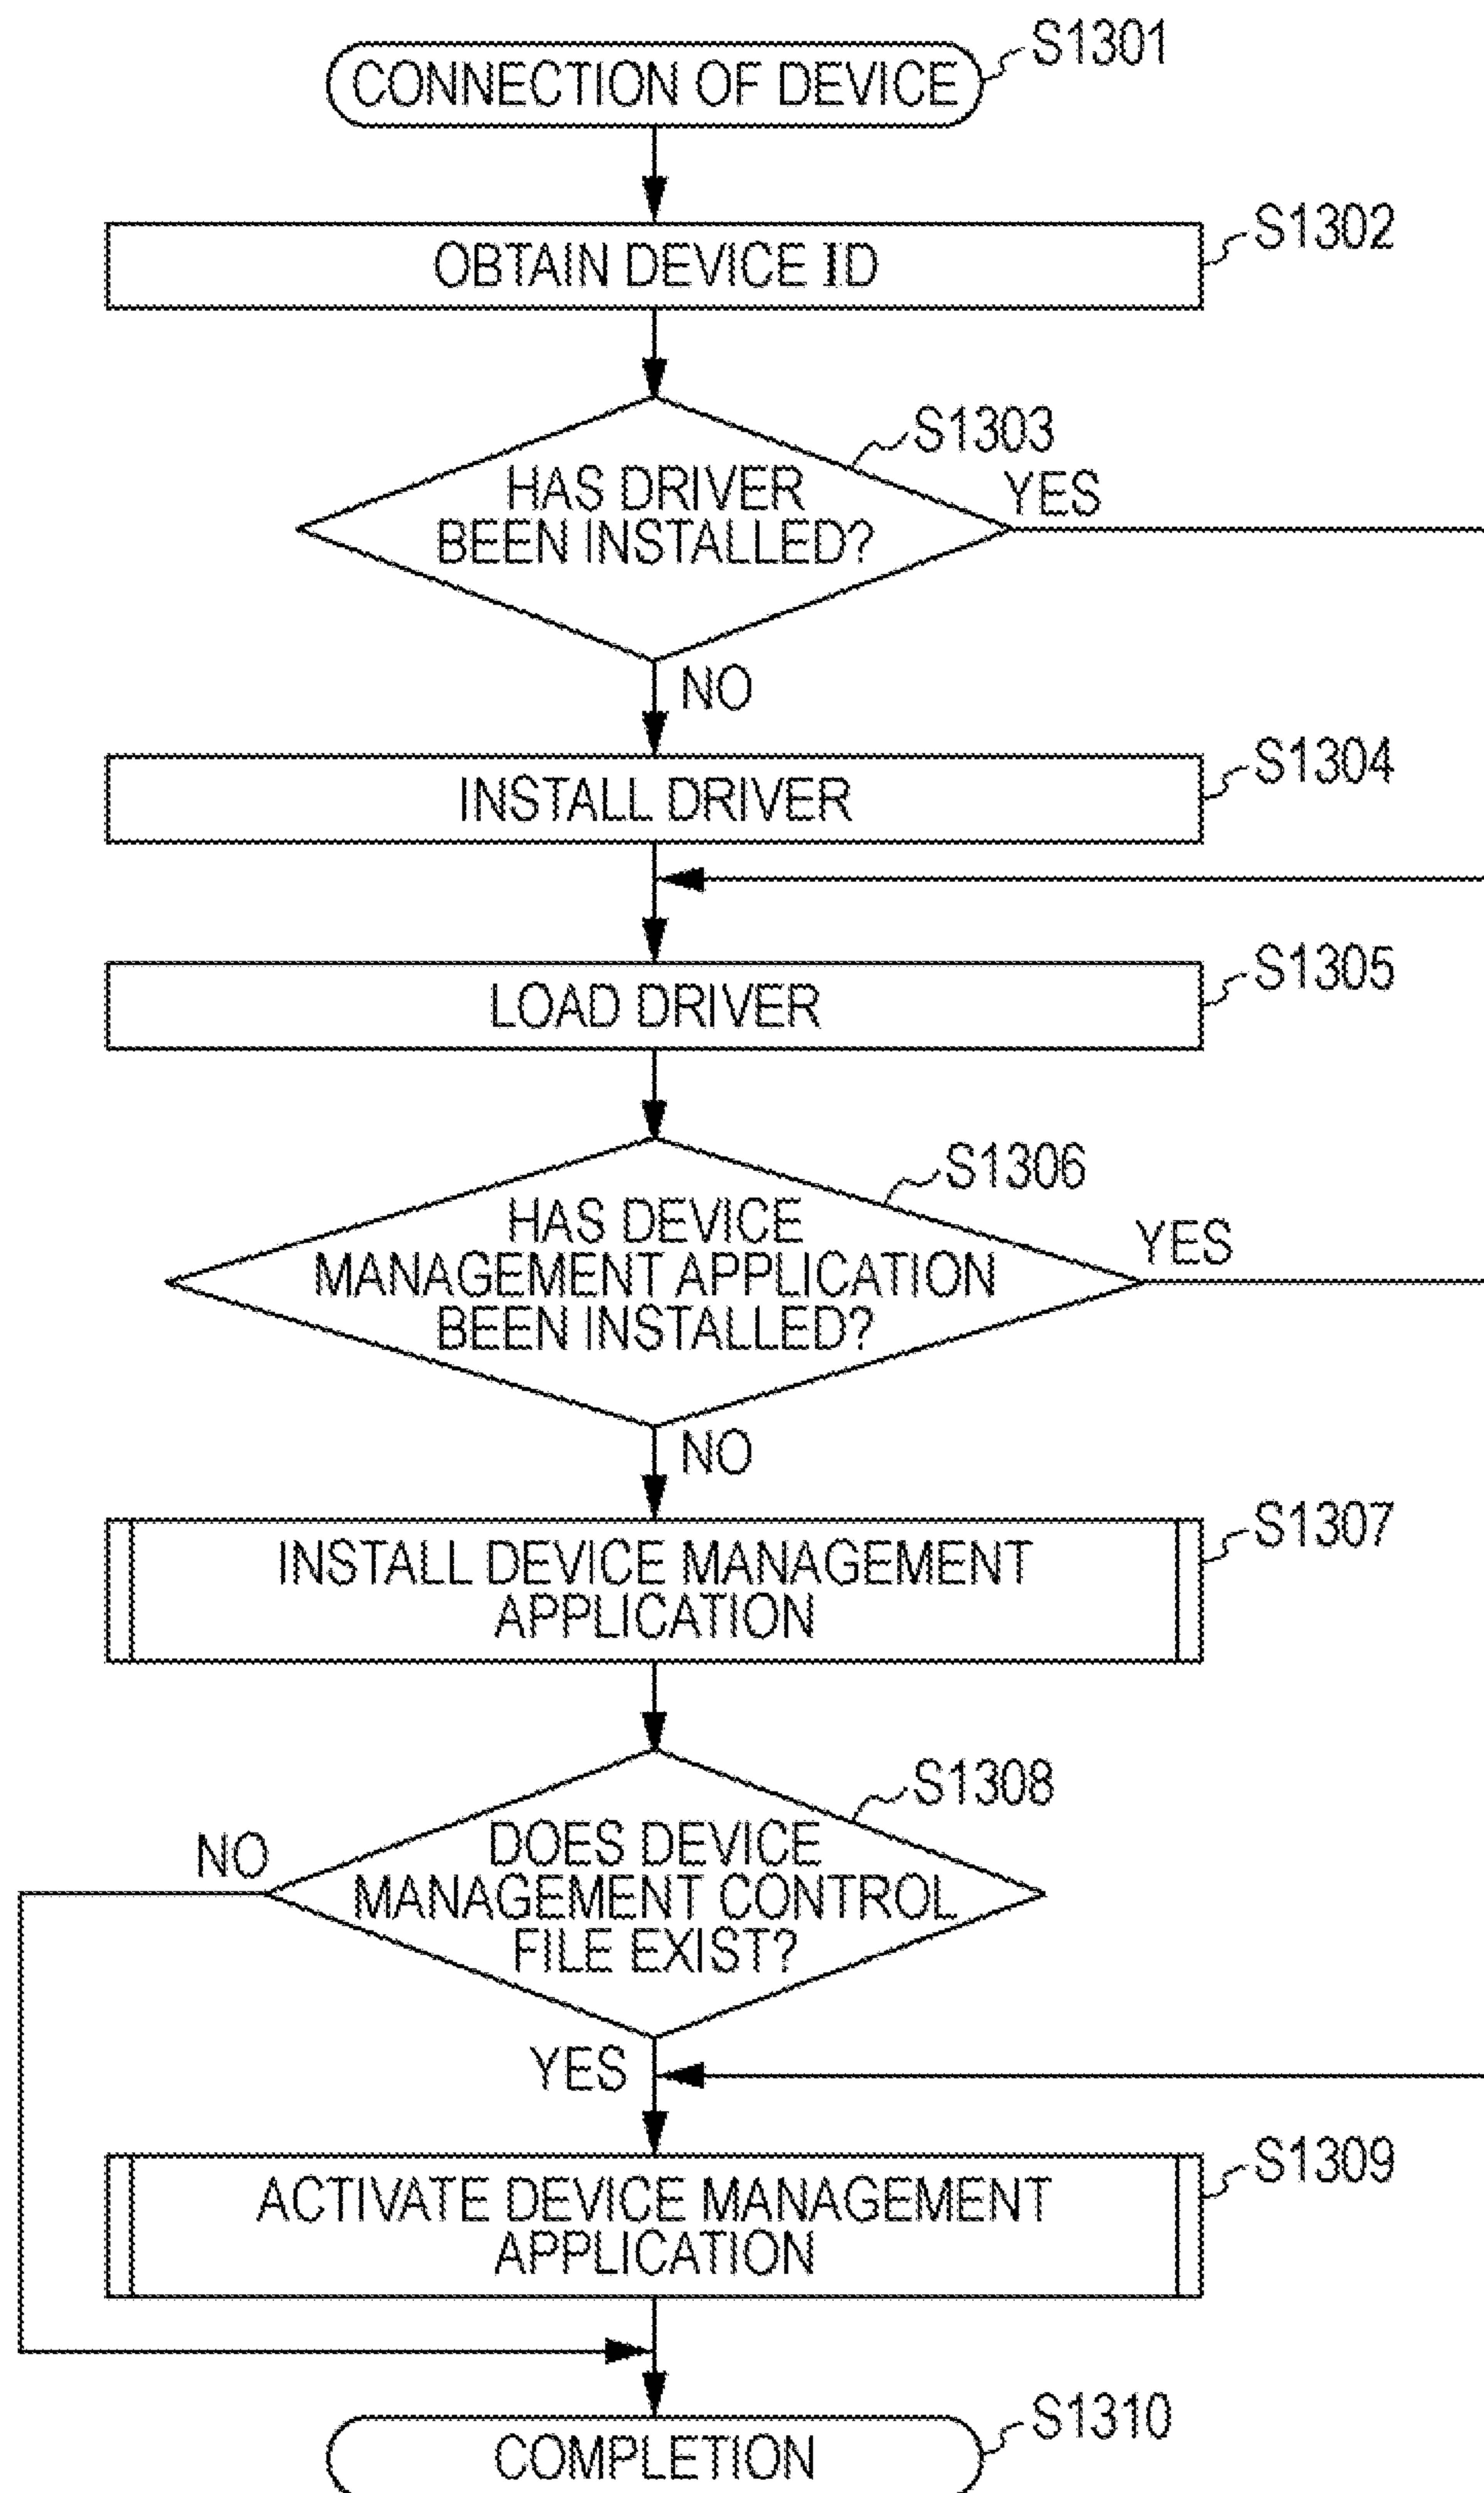 S1301
CONNECTION OF DEVICE
S1302
OBTAIN DEVICE ID
S1303
HAS DRIVER
BEEN INSTALLED?
YES
NO
S1304
INSTALL DRIVER
S1305
LOAD DRIVER
S1306
HAS DEVICE
MANAGEMENT APPLICATION
BEEN INSTALLED?
YES
NO
S1307
INSTALL DEVICE MANAGEMENT
APPLICATION
S1308
DOES DEVICE
MANAGEMENT CONTROL
FILE EXIST?
NO
YES
S1309
ACTIVATE DEVICE MANAGEMENT
APPLICATION
S1310
COMPLETION